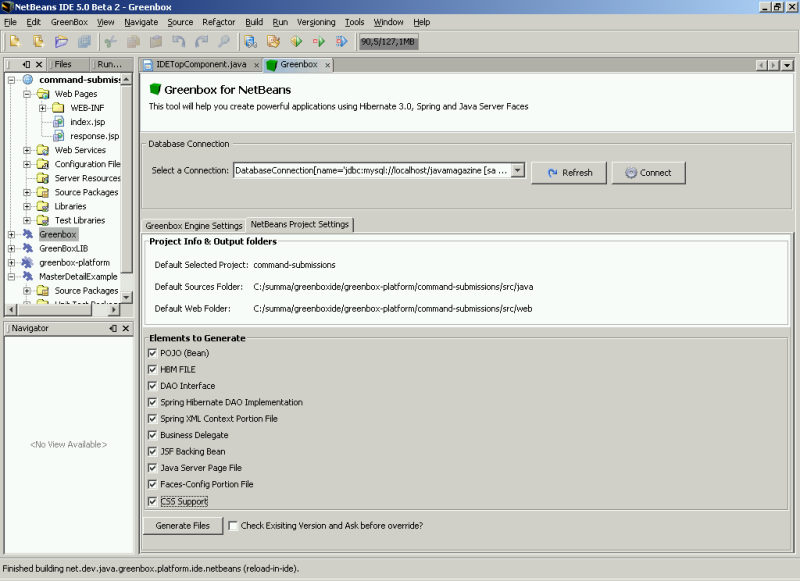 NetBeans IDE 5.0 Beta 2 - Greenbox
File Edit GreenBox View Navigate Source Refactor Build Run Versioning Tools Window Help
90,5/127,1MB
Files Run...
IDETopComponent.java Greenbox
command-submiss
Web Pages
WEB-INF
index.jsp
response.jsp
Web Services
Configuration File
Server Resources
Source Packages
Libraries
Test Libraries
Greenbox
GreenBoxLIB
greenbox-platform
MasterDetailExample
Source Packages
Unit Test Packages
Navigator
<No View Available>
Greenbox for NetBeans
This tool will help you create powerful applications using Hibernate 3.0, Spring and Java Server Faces
Database Connection
Select a Connection: DatabaseConnection[name='jdbc:mysql://localhost/javamagazine [sa ... Refresh Connect
Greenbox Engine Settings NetBeans Project Settings
Project Info & Output folders
Default Selected Project: command-submissions
Default Sources Folder: C:/summa/greenboxide/greenbox-platform/command-submissions/src/java
Default Web Folder: C:/summa/greenboxide/greenbox-platform/command-submissions/src/web
Elements to Generate
POJO (Bean)
HBM FILE
DAO Interface
Spring Hibernate DAO Implementation
Spring XML Context Portion File
Business Delegate
JSF Backing Bean
Java Server Page File
Faces-Config Portion File
CSS Support
Generate Files Check Exisiting Version and Ask before override?
Finished building net.dev.java.greenbox.platform.ide.netbeans (reload-in-ide).